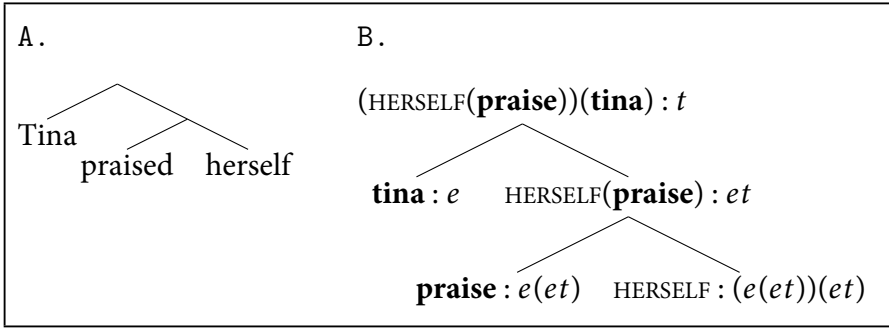 A.
Tina
praised herself
B.
(HERSELF(praise))(tina) : t
tina : e HERSELF(praise) : et
praise : e(et) HERSELF : (e(et))(et)